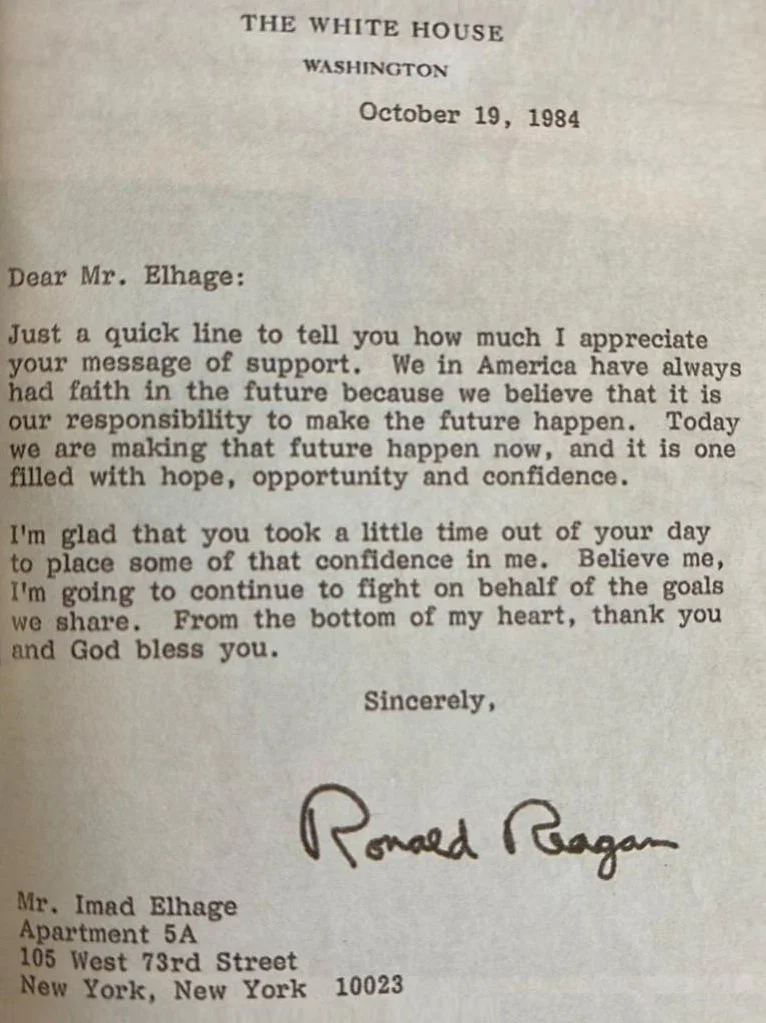 THE WHITE HOUSE
WASHINGTON
October 19, 1984
Dear Mr. Elhage:
Just a quick line to tell you how much I appreciate
your message of support. We in America have always
had faith in the future because we believe that it is
our responsibility to make the future happen. Today
we are making that future happen now, and it is one
filled with hope, opportunity and confidence.
I'm glad that you took a little time out of your day
to place some of that confidence in me. Believe me,
I'm going to continue to fight on behalf of the goals
we share. From the bottom of my heart, thank you
and God bless you.
Sincerely,
Ronald Reagan
Mr. Imad Elhage
Apartment 5A
105 West 73rd Street
New York, New York 10023